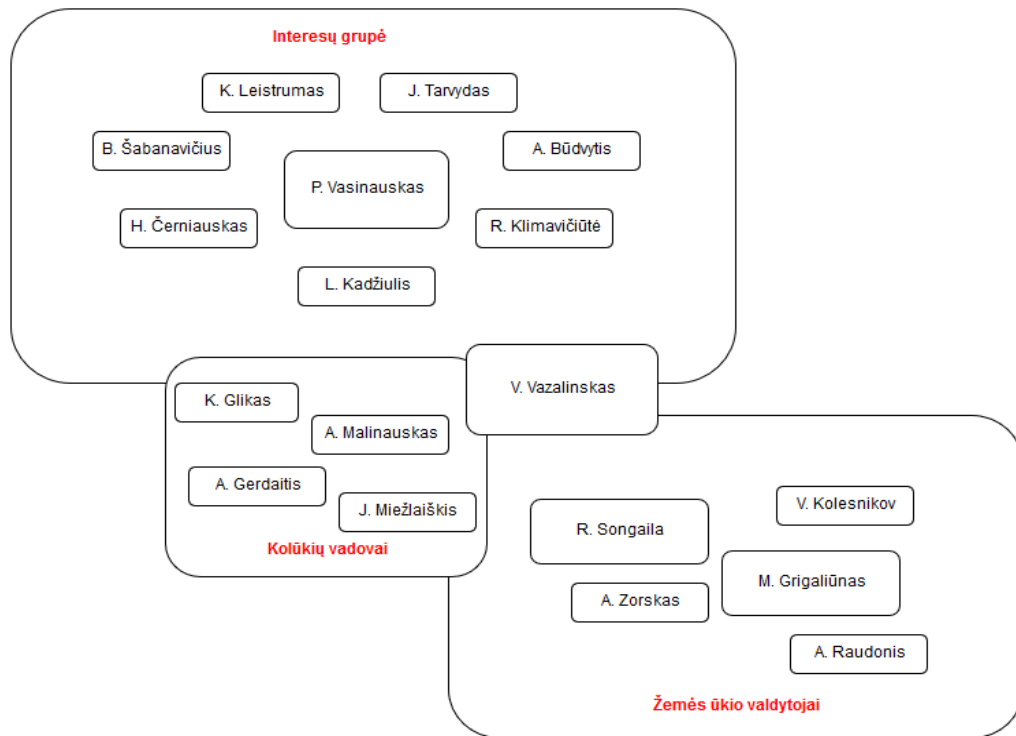 Interesų grupė
K. Leistrumas
J. Tarvydas
B. Šabanavičius
A. Būdvytis
P. Vasinauskas
H. Černiauskas
R. Klimavičiūtė
L. Kadžiulis
V. Vazalinskas
K. Glikas
A. Malinauskas
A. Gerdaitis
J. Miežlaiškis
Kolūkių vadovai
V. Kolesnikov
R. Songaila
M. Grigaliūnas
A. Zorskas
A. Raudonis
Žemės ūkio valdytojai